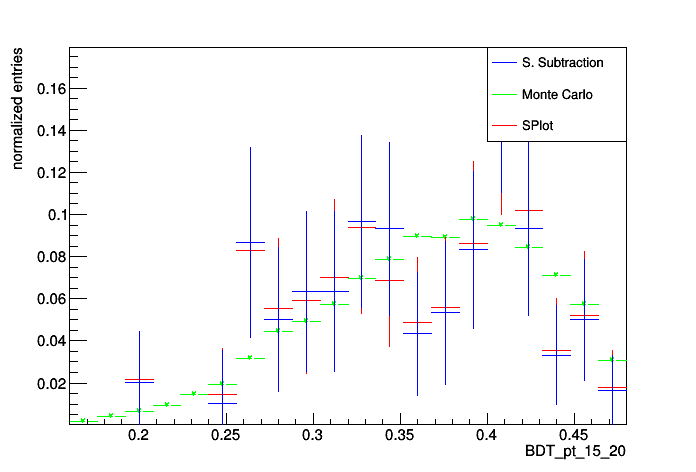 normalized entries
S. Subtraction
Monte Carlo
SPlot
0.16
0.14
0.12
0.1
0.08
0.06
0.04
0.02
0.2 0.25 0.3 0.35 0.4 0.45
BDT_pt_15_20